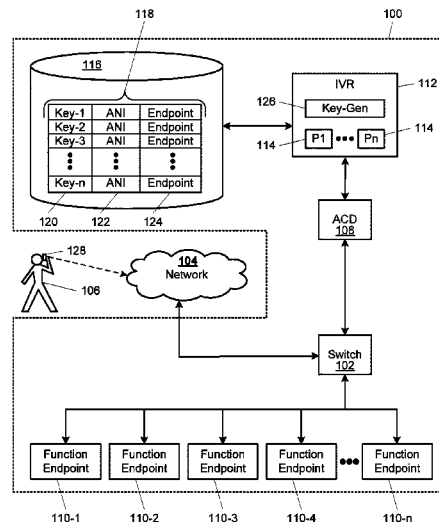 118
100
116
IVR
112
126
Key-Gen
Key-1 ANI Endpoint
Key-2 ANI Endpoint
Key-3 ANI Endpoint
114
P1
Pn
114
Key-n ANI Endpoint
120
122
124
ACD
108
128
104
Network
106
Switch
102
Function Endpoint
Function Endpoint
Function Endpoint
Function Endpoint
Function Endpoint
110-1
110-2
110-3
110-4
110-n